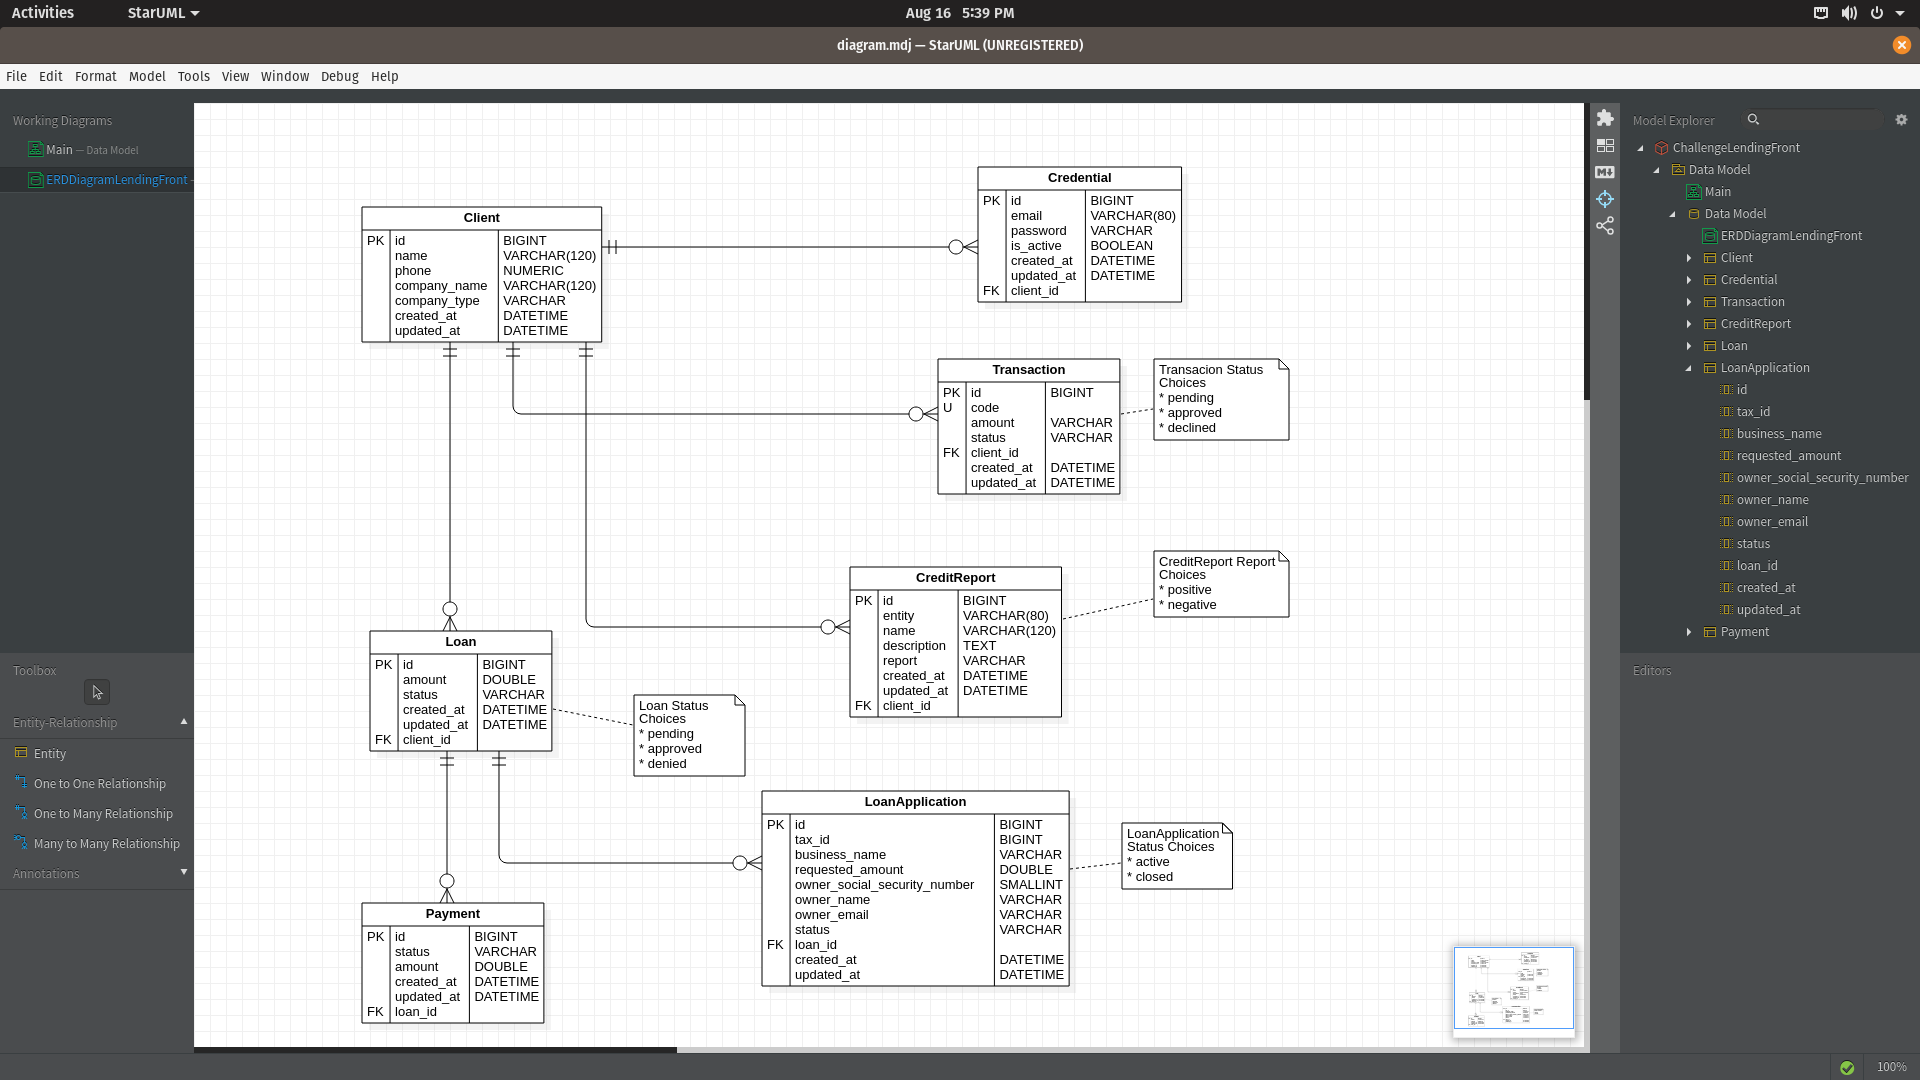 Activities
StarUML
Aug 16 5:39 PM
diagram.mdj — StarUML (UNREGISTERED)
File Edit Format Model Tools View Window Debug Help
Working Diagrams
Main — Data Model
ERDDiagramLendingFront -
Toolbox
Entity-Relationship
Entity
One to One Relationship
One to Many Relationship
Many to Many Relationship
Annotations
Client
PK id BIGINT
name VARCHAR(120)
phone NUMERIC
company_name VARCHAR(120)
company_type VARCHAR
created_at DATETIME
updated_at DATETIME
Credential
PK id BIGINT
email VARCHAR(80)
password VARCHAR
is_active BOOLEAN
created_at DATETIME
updated_at DATETIME
FK client_id
Transaction
PK id BIGINT
U code
amount VARCHAR
status VARCHAR
FK client_id
created_at DATETIME
updated_at DATETIME
Transacion Status
Choices
* pending
* approved
* declined
CreditReport
PK id BIGINT
entity VARCHAR(80)
name VARCHAR(120)
description TEXT
report VARCHAR
created_at DATETIME
updated_at DATETIME
FK client_id
CreditReport Report
Choices
* positive
* negative
Loan
PK id BIGINT
amount DOUBLE
status VARCHAR
created_at DATETIME
updated_at DATETIME
FK client_id
Loan Status
Choices
* pending
* approved
* denied
LoanApplication
PK id BIGINT
tax_id BIGINT
business_name VARCHAR
requested_amount DOUBLE
owner_social_security_number SMALLINT
owner_name VARCHAR
owner_email VARCHAR
status VARCHAR
FK loan_id
created_at DATETIME
updated_at DATETIME
LoanApplication
Status Choices
* active
* closed
Payment
PK id BIGINT
status VARCHAR
amount DOUBLE
created_at DATETIME
updated_at DATETIME
FK loan_id
M
Model Explorer
ChallengeLendingFront
Data Model
Main
Data Model
ERDDiagramLendingFront
Client
Credential
Transaction
CreditReport
Loan
LoanApplication
id
tax_id
business_name
requested_amount
owner_social_security_number
owner_name
owner_email
status
loan_id
created_at
updated_at
Payment
Editors
100%